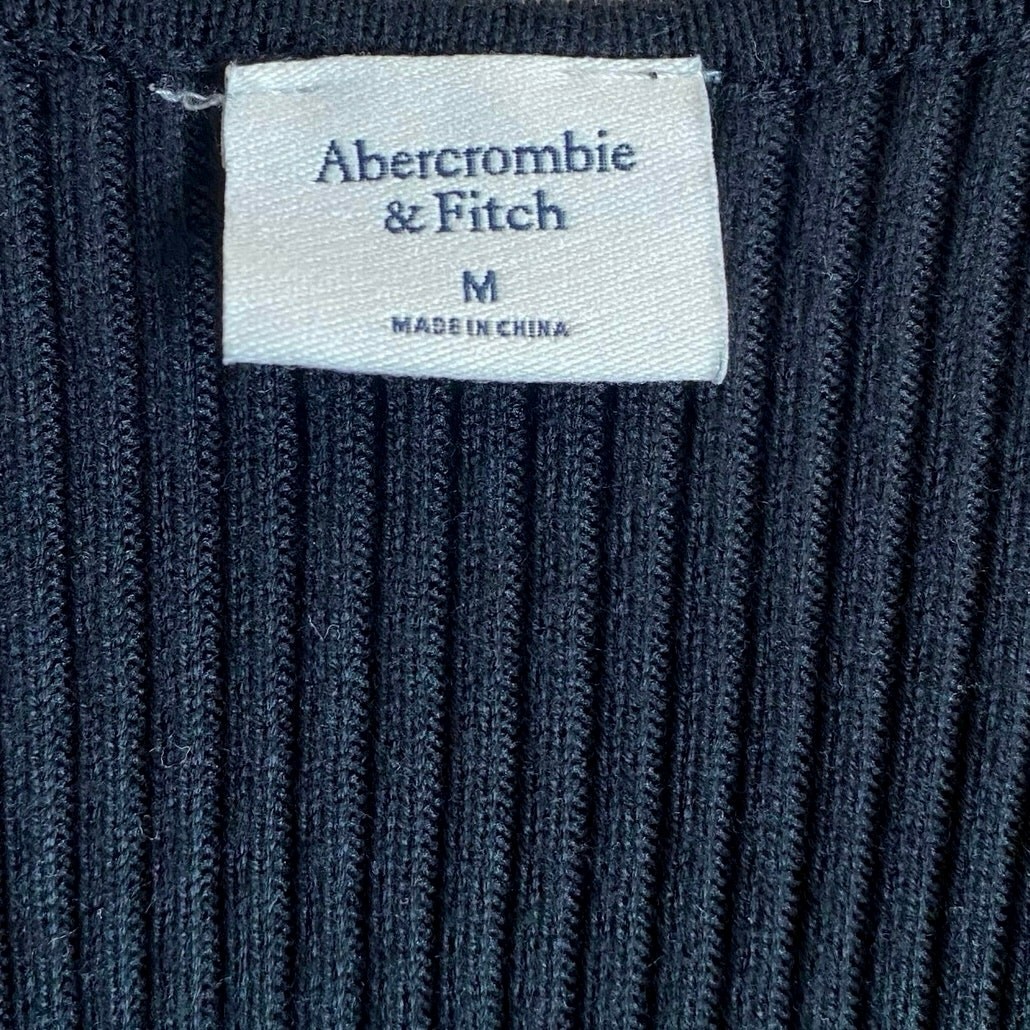 Abercrombie
& Fitch
M
MADE IN CHINA